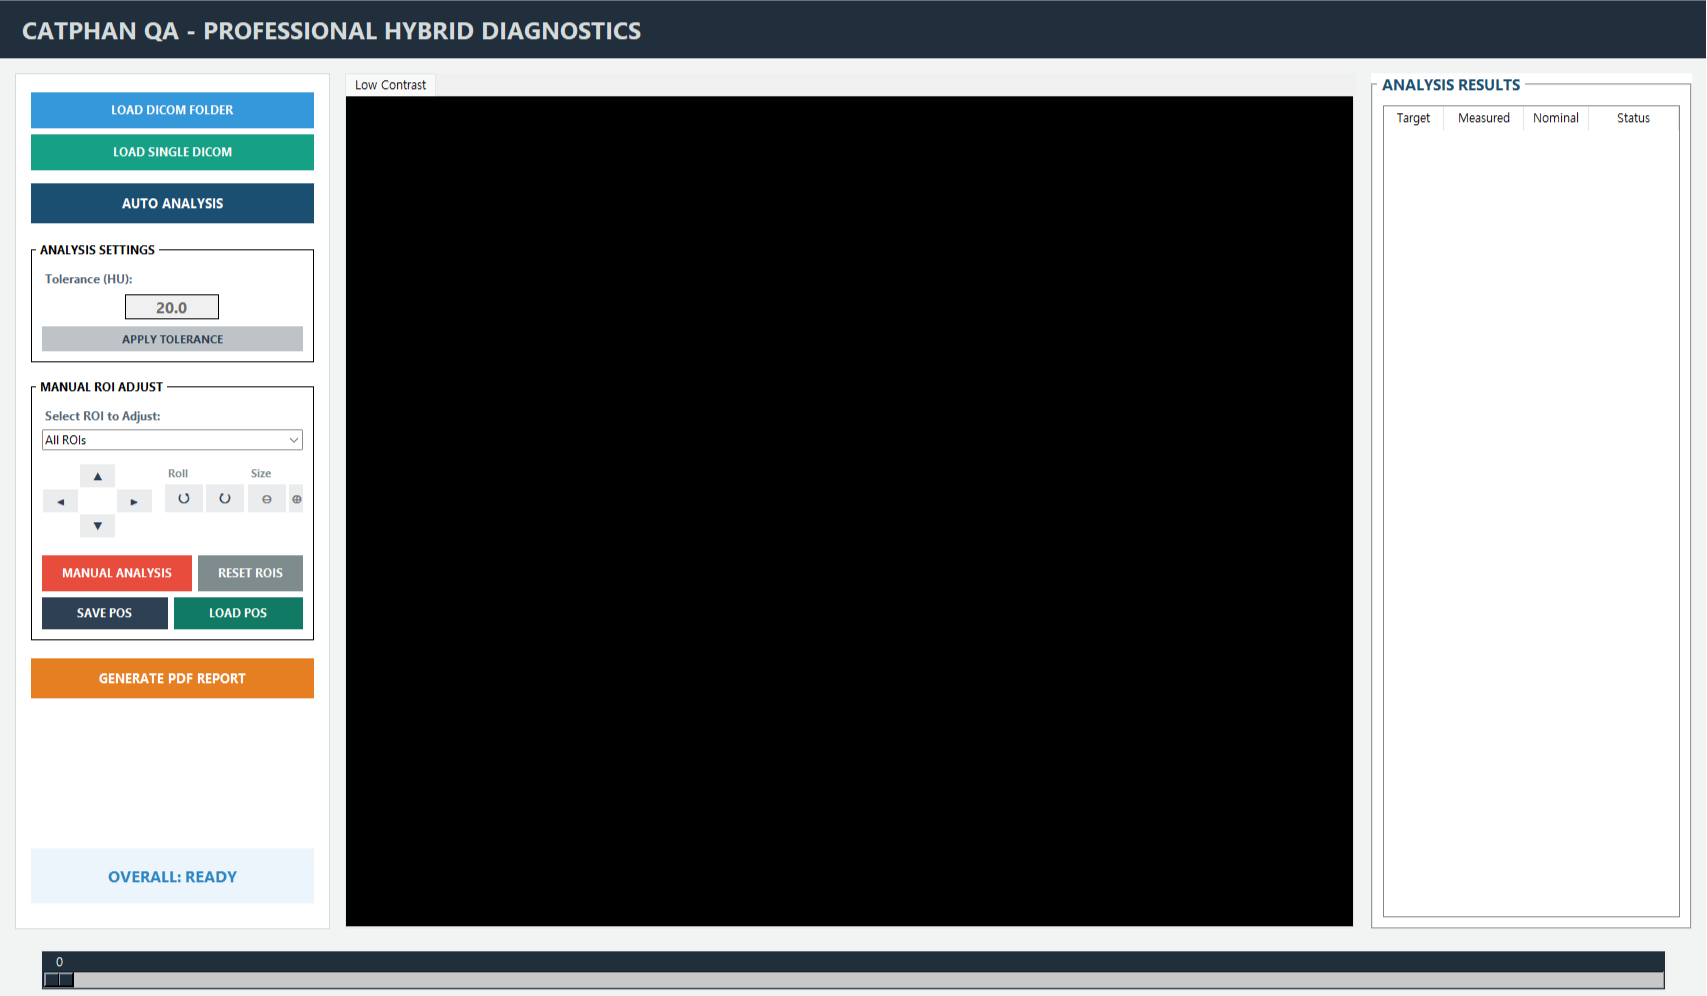 CATPHAN QA - PROFESSIONAL HYBRID DIAGNOSTICS
LOAD DICOM FOLDER
LOAD SINGLE DICOM
AUTO ANALYSIS
ANALYSIS SETTINGS
Tolerance (HU):
20.0
APPLY TOLERANCE
MANUAL ROI ADJUST
Select ROI to Adjust:
All ROIs
Roll Size
MANUAL ANALYSIS RESET ROIS
SAVE POS LOAD POS
GENERATE PDF REPORT
OVERALL: READY
Low Contrast
ANALYSIS RESULTS
Target Measured Nominal Status
0